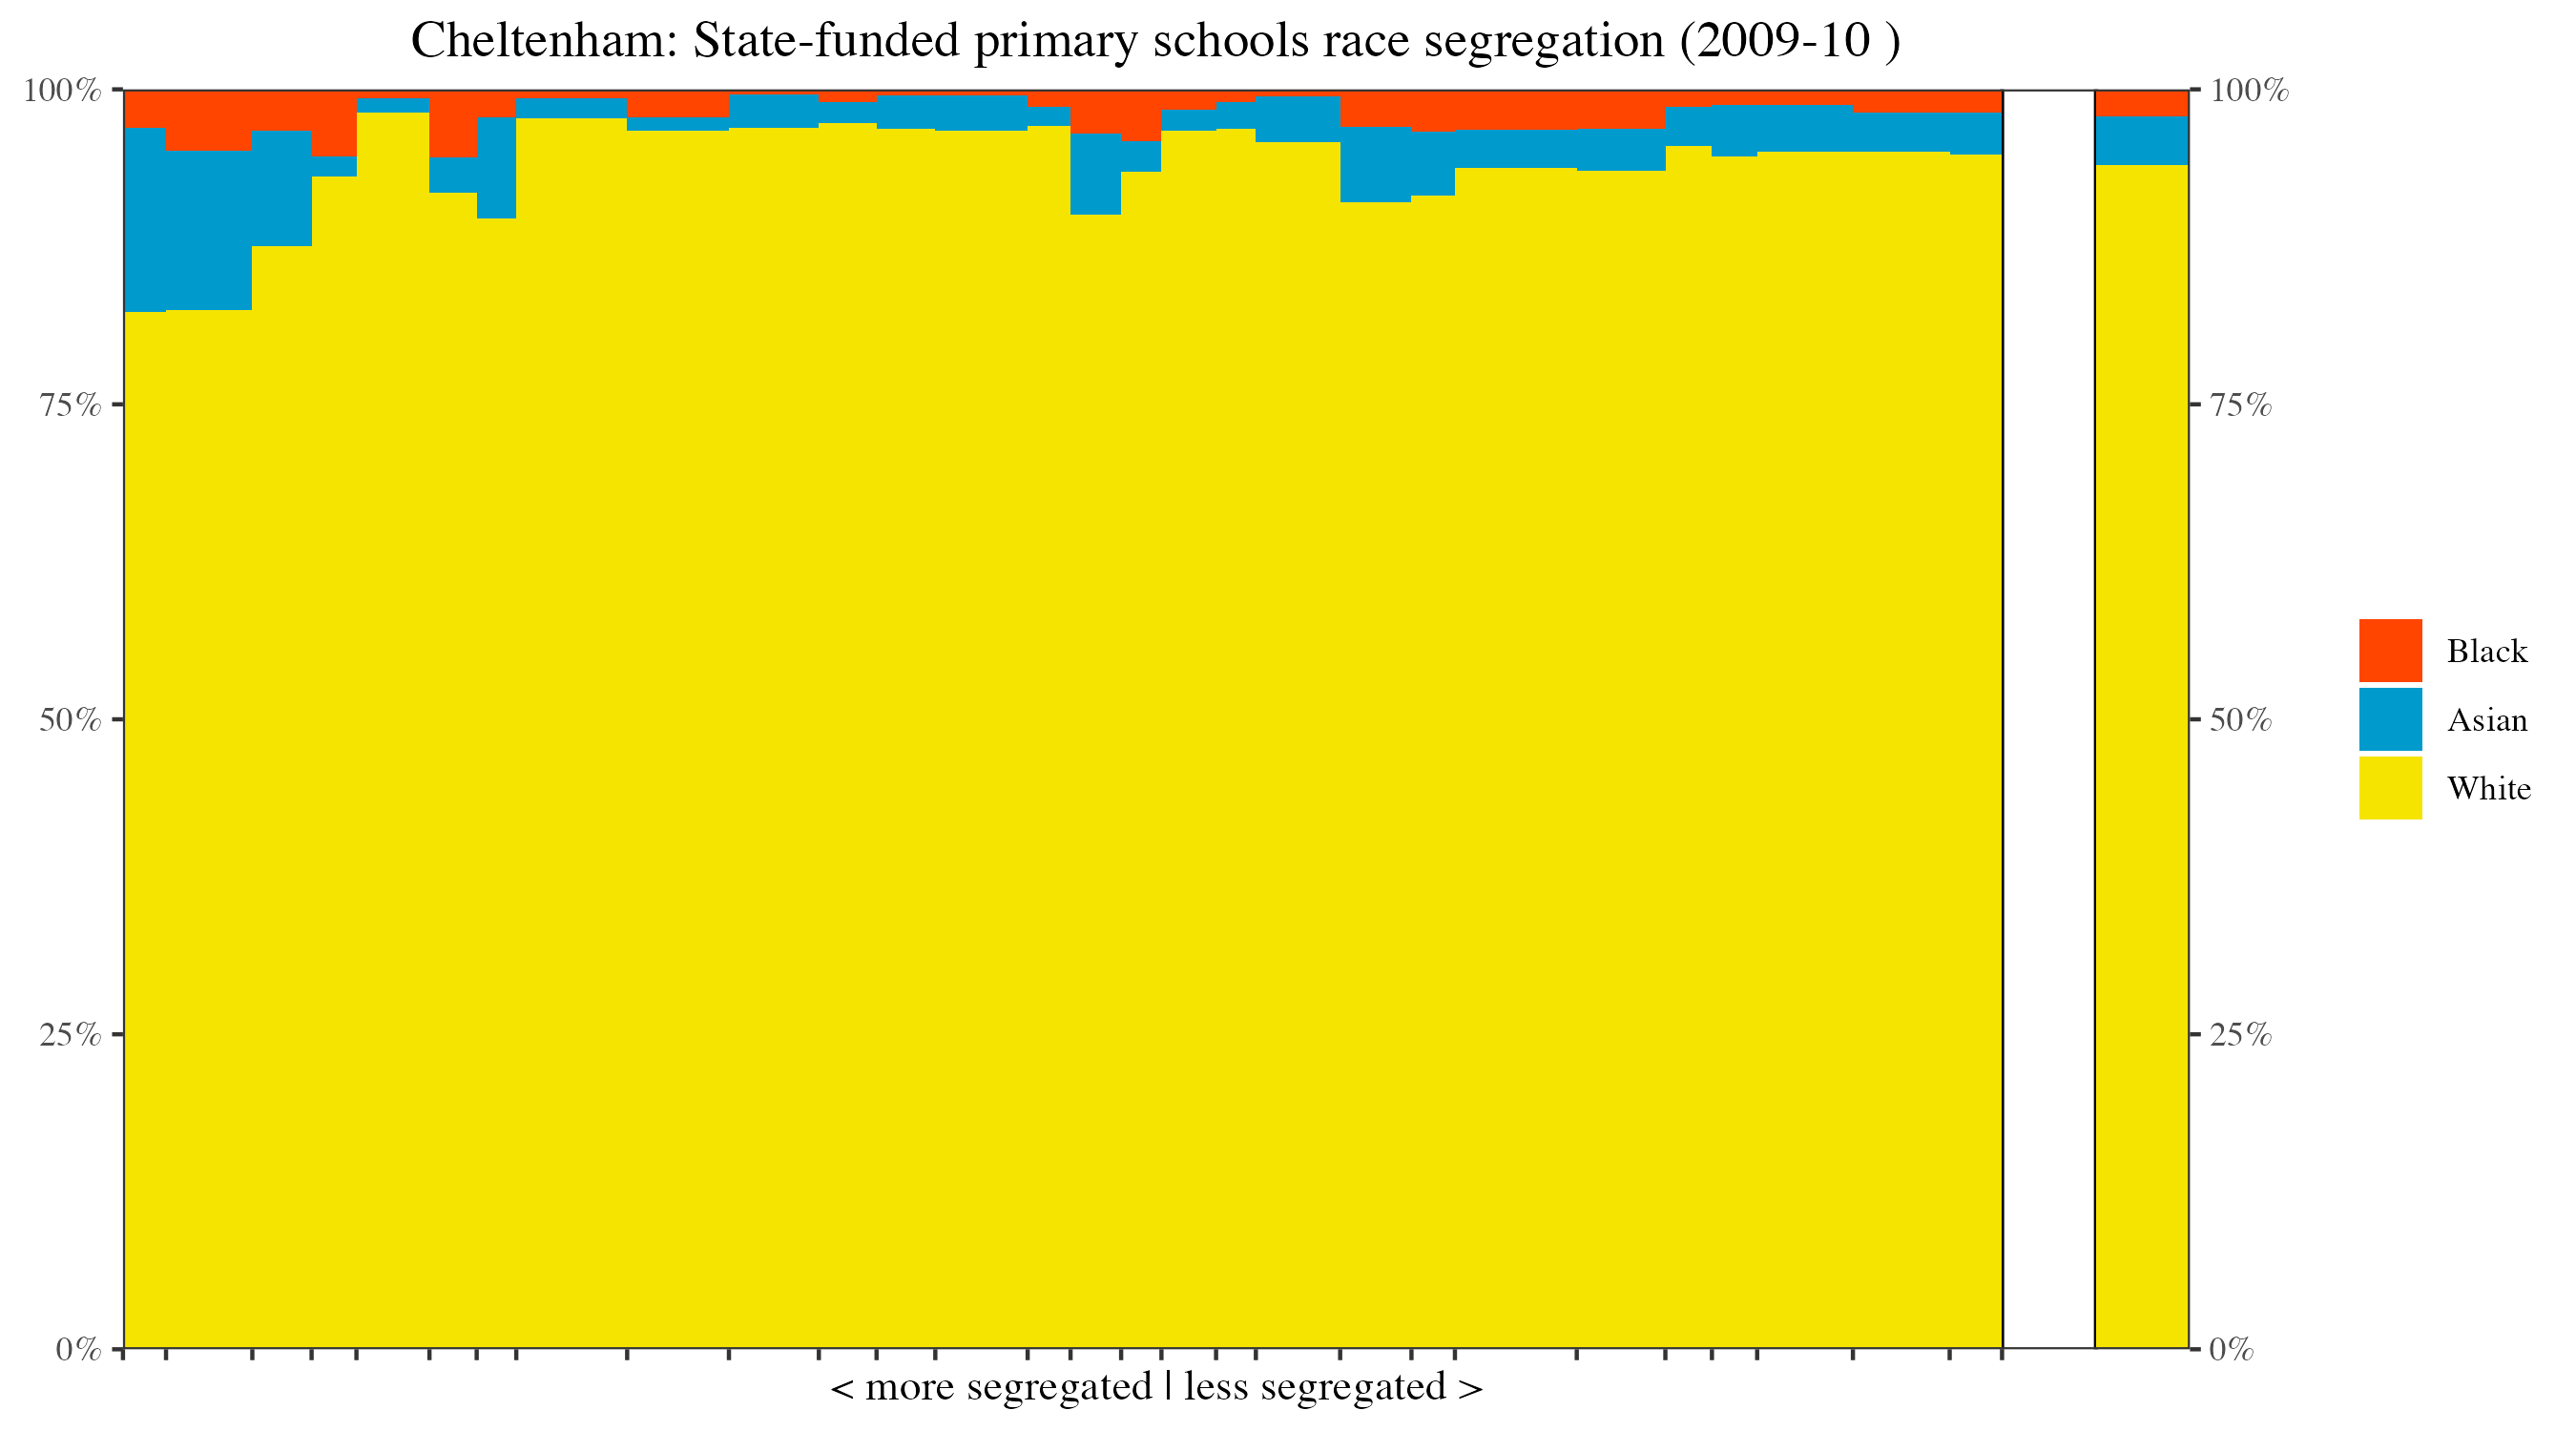 Cheltenham: State-funded primary schools race segregation (2009-10 )
100%
75%
50%
25%
0%
100%
75%
50%
25%
0%
Black
Asian
White
< more segregated | less segregated >